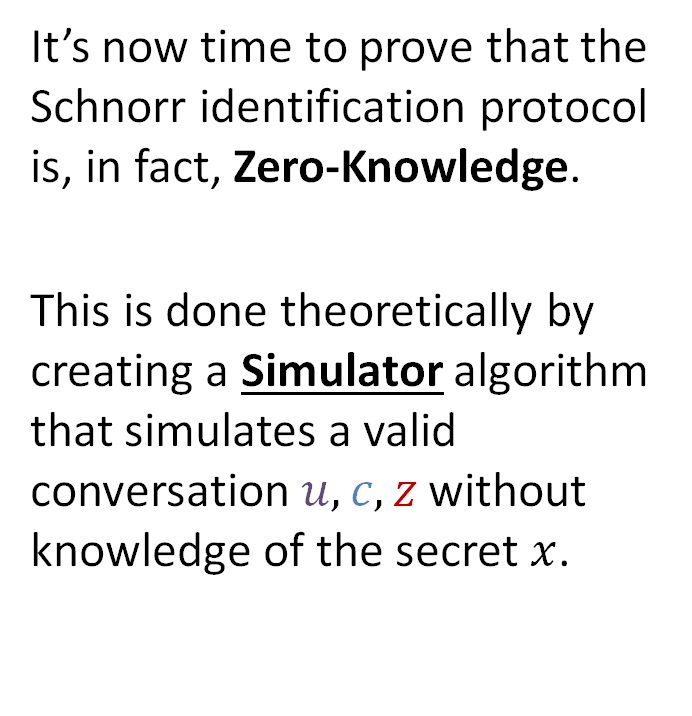 It’s now time to prove that the
Schnorr identification protocol
is, in fact, Zero-Knowledge.
This is done theoretically by
creating a Simulator algorithm
that simulates a valid
conversation u, c, z without
knowledge of the secret x.